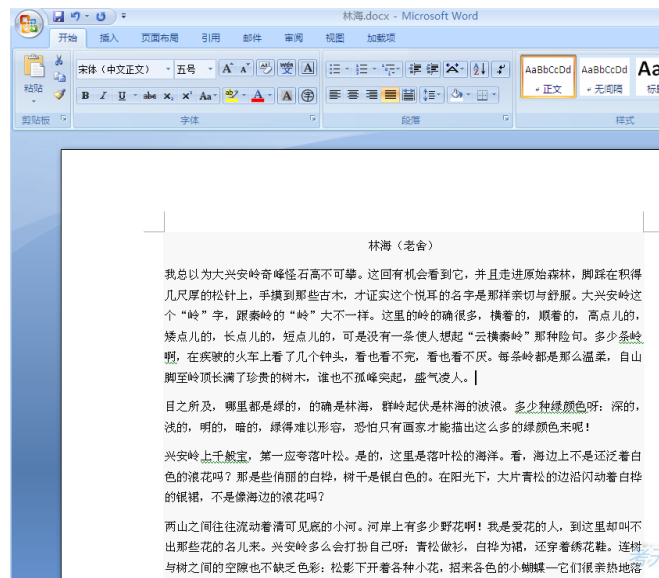 林海.docx - Microsoft Word
开始 插入 页面布局 引用 邮件 审阅 视图 加载项
粘贴
宋体（中文正文） 五号
B I U abc x₂ x² Aa
AaBbCcDd AaBbCcDd
正文 无间隔
剪贴板 字体 段落 样式
林海（老舍）
我总以为大兴安岭奇峰怪石高不可攀。这回有机会看到它，并且走进原始森林，脚踩在积得
几尺厚的松针上，手摸到那些古木，才证实这个悦耳的名字是那样亲切与舒服。大兴安岭这
个“岭”字，跟秦岭的“岭”大不一样。这里的岭的确很多，横着的，顺着的，高点儿的，
矮点儿的，长点儿的，短点儿的，可是没有一条使人想起“云横秦岭”那种险句。多少条岭
啊，在疾驶的火车上看了几个钟头，看也看不完，看也看不厌。每条岭都是那么温柔，自山
脚至岭顶长满了珍贵的树木，谁也不孤峰突起，盛气凌人。
目之所及，哪里都是绿的，的确是林海，群岭起伏是林海的波浪。多少种绿颜色呀：深的，
浅的，明的，暗的，绿得难以形容，恐怕只有画家才能描出这么多的绿颜色来呢！
兴安岭上千般宝，第一应夸落叶松。是的，这里是落叶松的海洋。看，海边上不是还泛着白
色的浪花吗？那是些俏丽的白桦，树干是银白色的。在阳光下，大片青松的边沿闪动着白桦
的银裙，不是像海边的浪花吗？
两山之间往往流动着清可见底的小河。河岸上有多少野花啊！我是爱花的人，到这里却叫不
出那些花的名儿来。兴安岭多么会打扮自己呀：青松做衫，白桦为裙，还穿着绣花鞋。连树
与树之间的空隙也不缺乏色彩：松影下开着各种小花，招来各色的小蝴蝶—它们很亲热地落